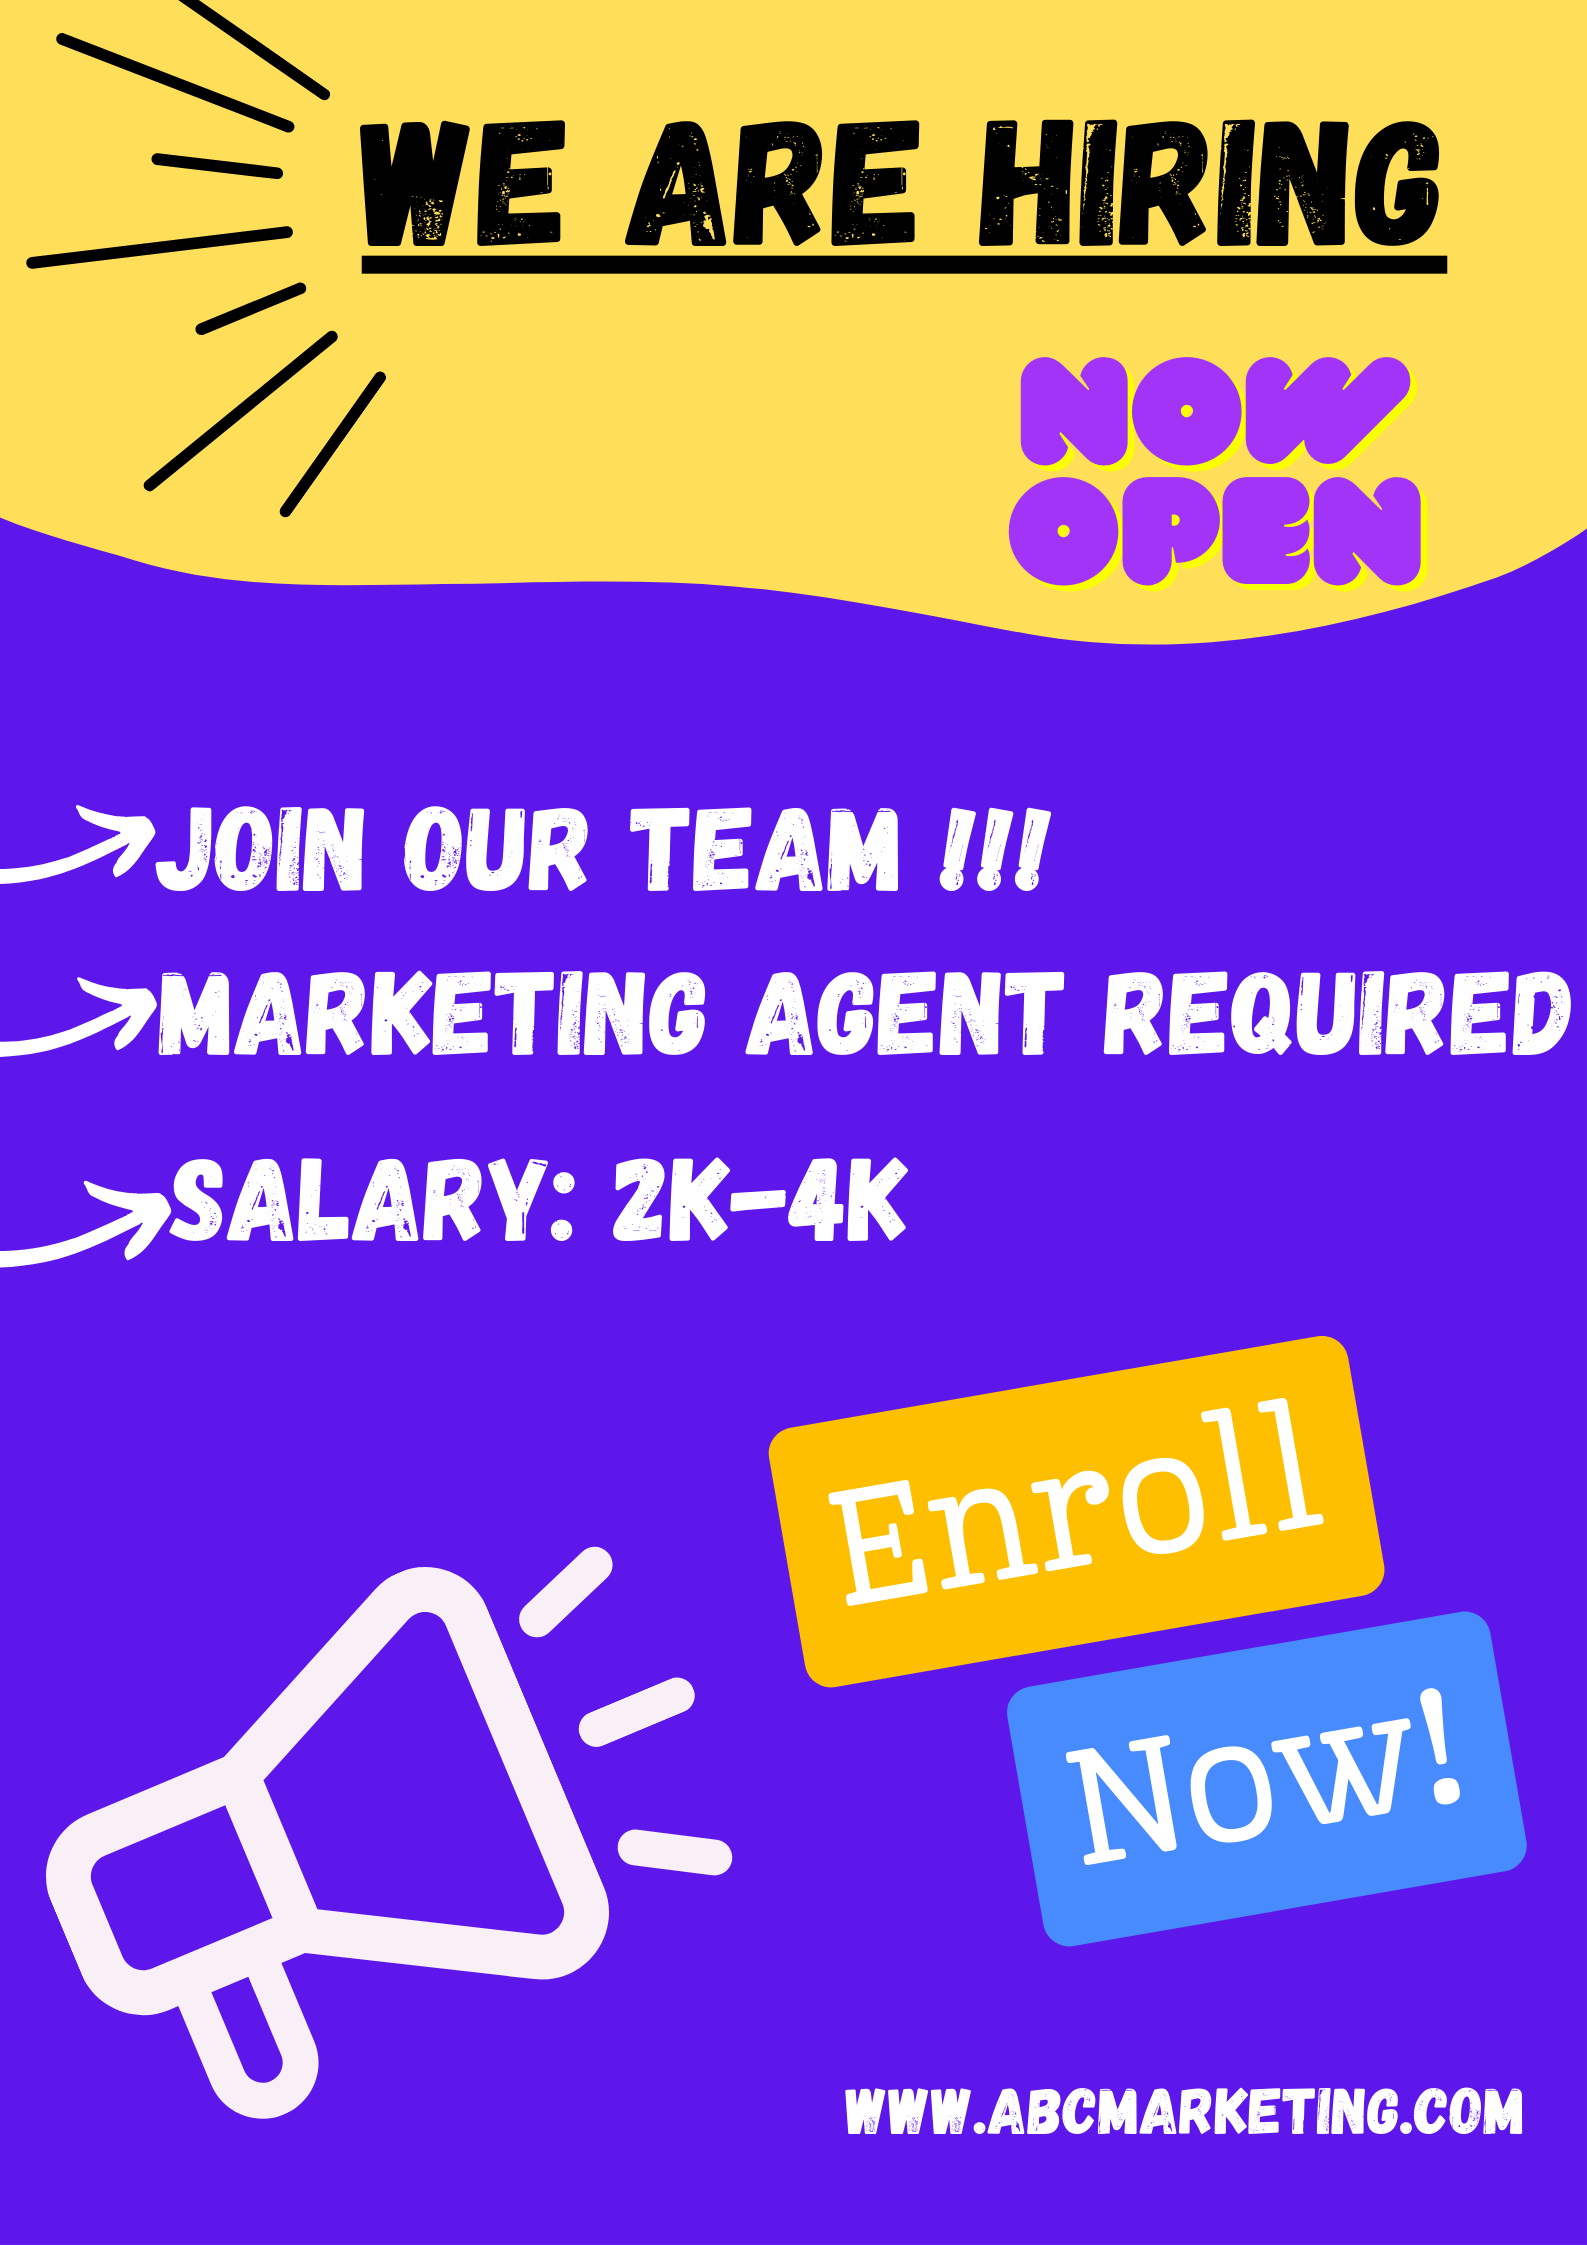 WE ARE HIRING
NOW
OPEN
JOIN OUR TEAM !!!
MARKETING AGENT REQUIRED
SALARY: 2K-4K
Enroll
Now!
WWW.ABCMARKETING.COM